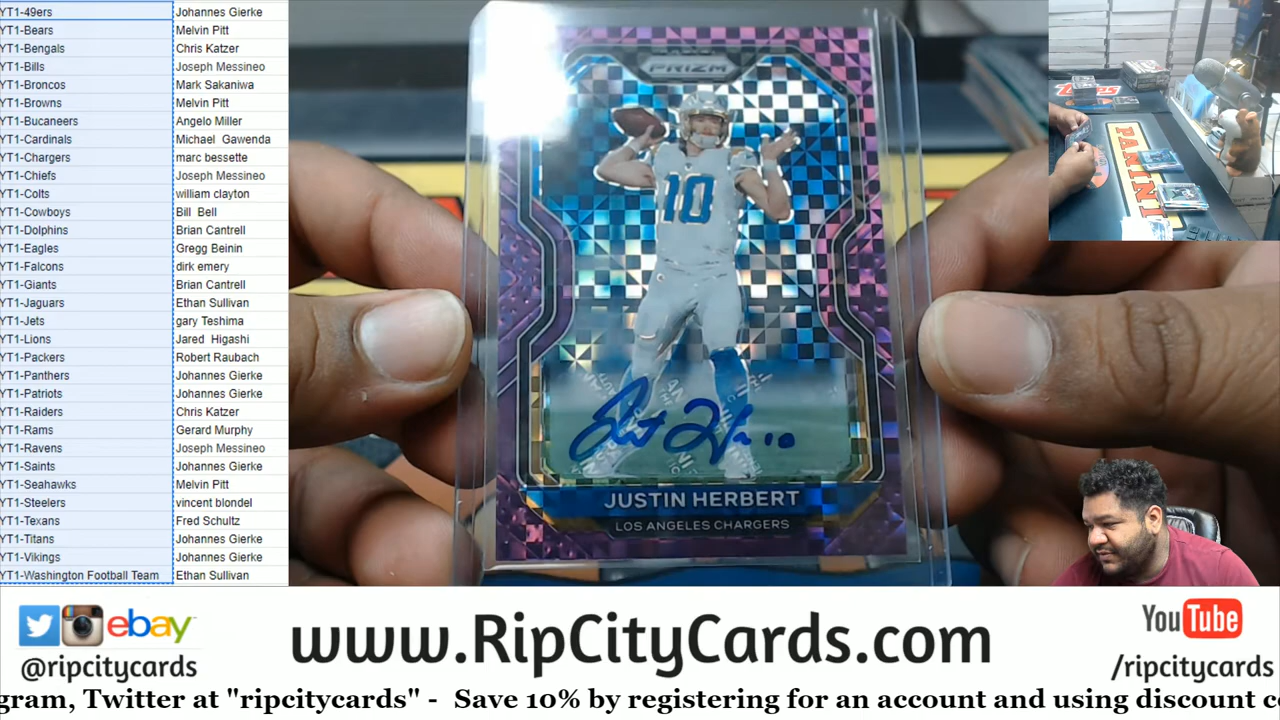 YT1-49ers Johannes Gierke
YT1-Bears Melvin Pitt
YT1-Bengals Chris Katzer
YT1-Bills Joseph Messineo
YT1-Broncos Mark Sakaniwa
YT1-Browns Melvin Pitt
YT1-Bucaneers Angelo Miller
YT1-Cardinals Michael Gawenda
YT1-Chargers marc bessette
YT1-Chiefs Joseph Messineo
YT1-Colts william clayton
YT1-Cowboys Bill Bell
YT1-Dolphins Brian Cantrell
YT1-Eagles Gregg Beinin
YT1-Falcons dirk emery
YT1-Giants Brian Cantrell
YT1-Jaguars Ethan Sullivan
YT1-Jets gary Teshima
YT1-Lions Jared Higashi
YT1-Packers Robert Raubach
YT1-Panthers Johannes Gierke
YT1-Patriots Johannes Gierke
YT1-Raiders Chris Katzer
YT1-Rams Gerard Murphy
YT1-Ravens Joseph Messineo
YT1-Saints Johannes Gierke
YT1-Seahawks Melvin Pitt
YT1-Steelers vincent blondel
YT1-Texans Fred Schultz
YT1-Titans Johannes Gierke
YT1-Vikings Johannes Gierke
YT1-Washington Football Team Ethan Sullivan
PRIZM
10
10
JUSTIN HERBERT
LOS ANGELES CHARGERS
Topps
PANINI
ebay
@ripcitycards
www.RipCityCards.com
YouTube
/ripcitycards
gram, Twitter at "ripcitycards" - Save 10% by registering for an account and using discount c